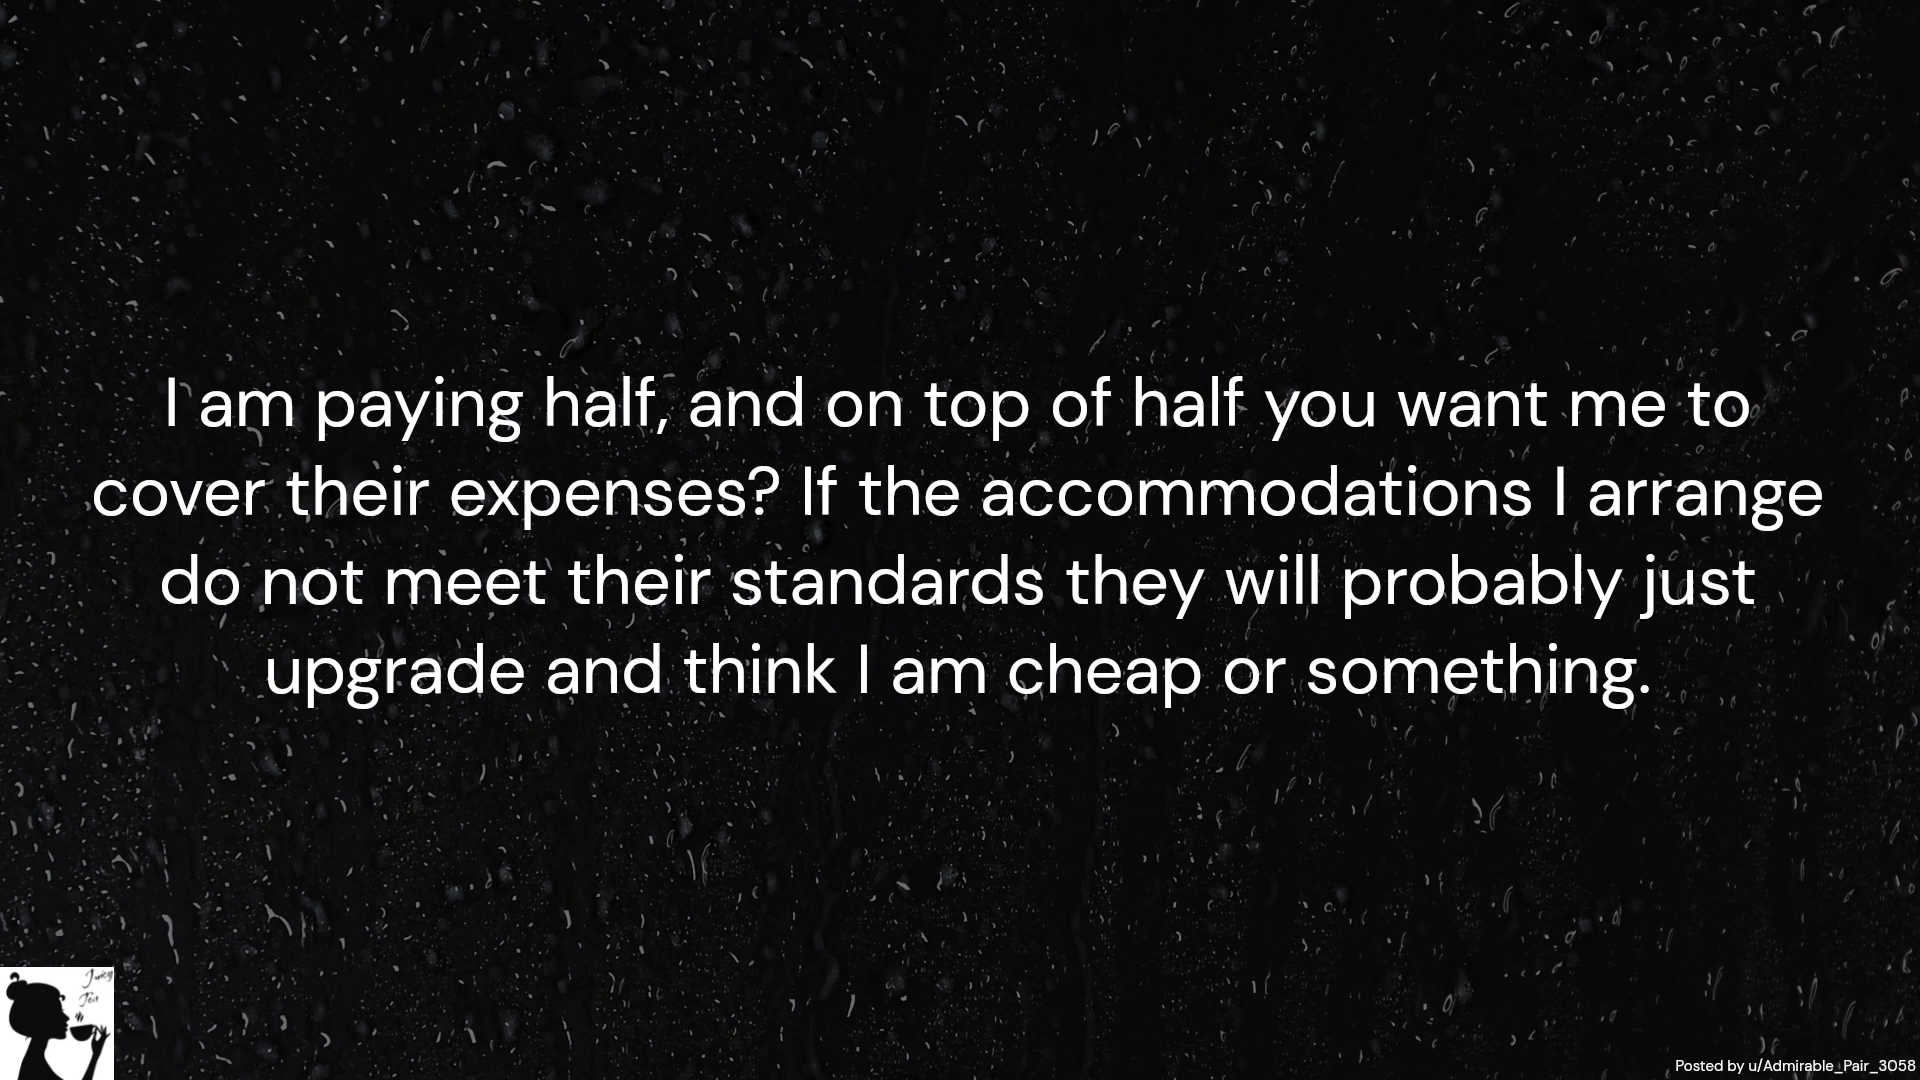 I am paying half, and on top of half you want me to
cover their expenses? If the accommodations I arrange
do not meet their standards they will probably just
upgrade and think I am cheap or something.
Juicy
Tea
Posted by u/Admirable_Pair_3058